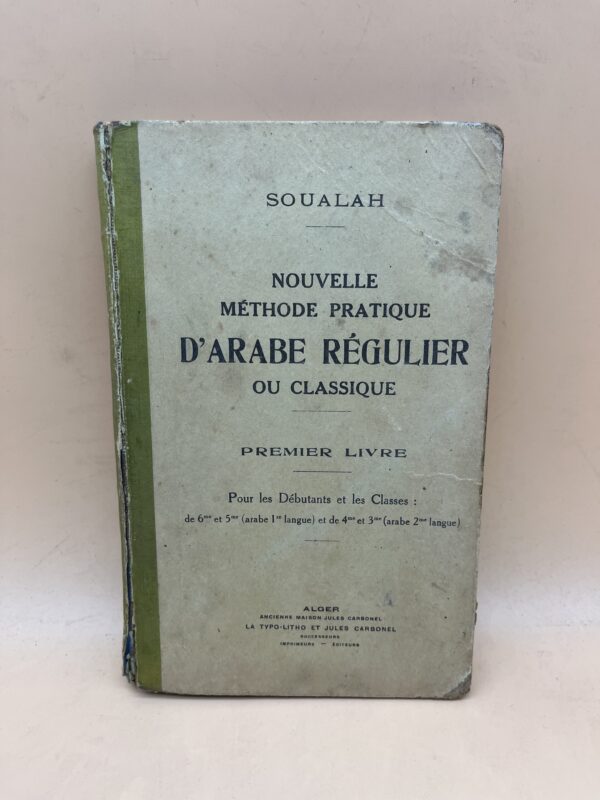 SOUALAH
NOUVELLE
MÉTHODE PRATIQUE
D'ARABE RÉGULIER
OU CLASSIQUE
PREMIER LIVRE
Pour les Débutants et les Classes :
de 6me et 5me (arabe 1re langue) et de 4me et 3me (arabe 2me langue)
ALGER
ANCIENNE MAISON JULES CARBONEL
LA TYPO-LITHO ET JULES CARBONEL
SUCCESSEURS
IMPRIMEURS — ÉDITEURS